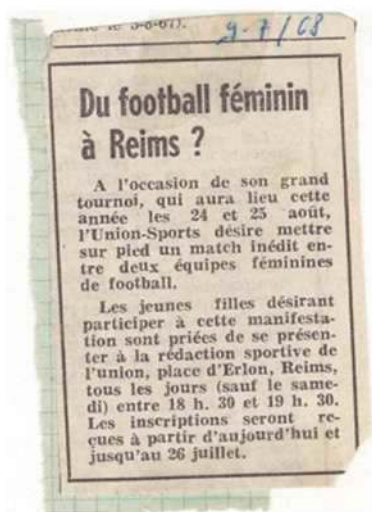 le 3-8-67).
9-7/68
Du football féminin
à Reims ?
A l'occasion de son grand
tournoi, qui aura lieu cette
année les 24 et 25 août,
l'Union-Sports désire mettre
sur pied un match inédit en-
tre deux équipes féminines
de football.
Les jeunes filles désirant
participer à cette manifesta-
tion sont priées de se présen-
ter à la rédaction sportive de
l'union, place d'Erlon, Reims,
tous les jours (sauf le same-
di) entre 18 h. 30 et 19 h. 30.
Les inscriptions seront re-
çues à partir d'aujourd'hui et
jusqu'au 26 juillet.